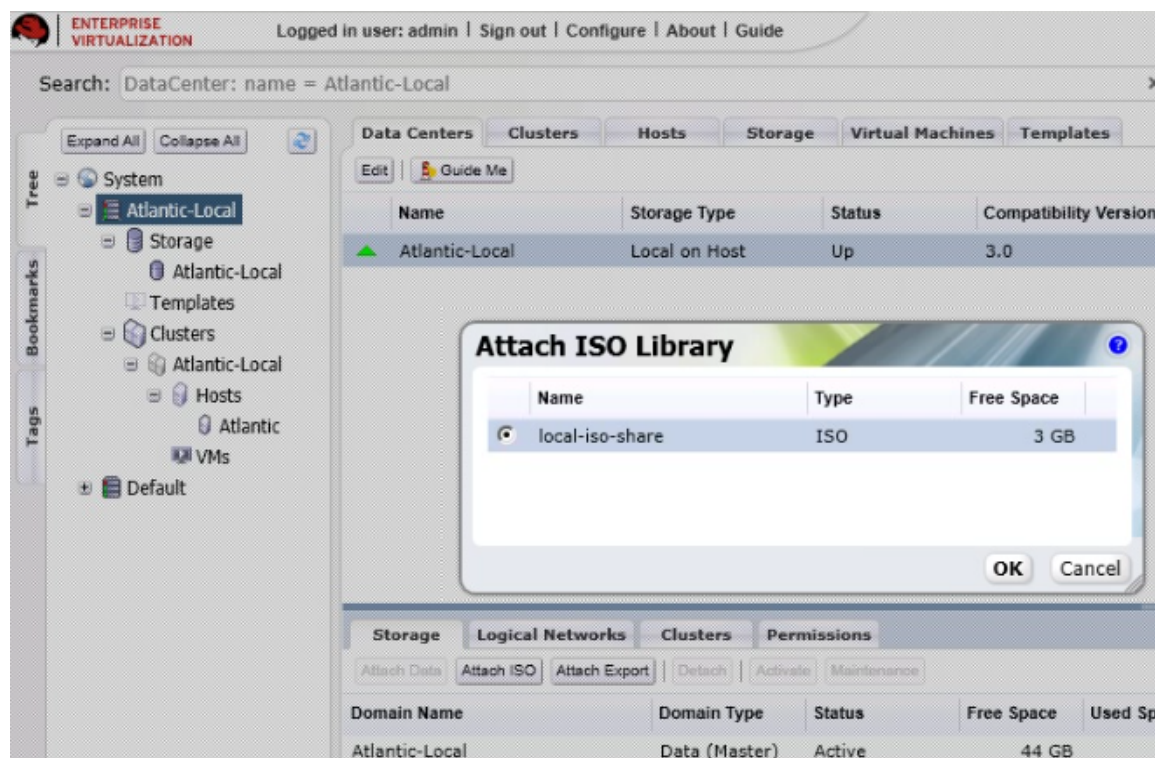 ENTERPRISE
VIRTUALIZATION
Logged in user: admin | Sign out | Configure | About | Guide
Search: DataCenter: name = Atlantic-Local
Tree
Bookmarks
Tags
Expand All Collapse All
System
Atlantic-Local
Storage
Atlantic-Local
Templates
Clusters
Atlantic-Local
Hosts
Atlantic
VMs
Default
Data Centers Clusters Hosts Storage Virtual Machines Templates
Edit Guide Me
Name Storage Type Status Compatibility Version
Atlantic-Local Local on Host Up 3.0
Attach ISO Library
Name Type Free Space
local-iso-share ISO 3 GB
OK Cancel
Storage Logical Networks Clusters Permissions
Attach Data Attach ISO Attach Export Detach Activate Maintenance
Domain Name Domain Type Status Free Space Used Sp
Atlantic-Local Data (Master) Active 44 GB